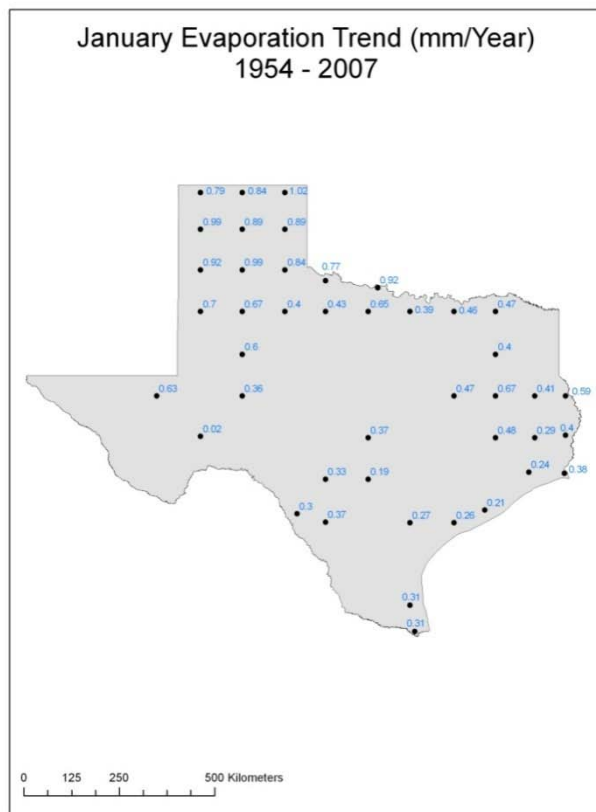 January Evaporation Trend (mm/Year)
1954 - 2007
0.79 0.84 1.02
0.99 0.89 0.89
0.92 0.99 0.84
0.77
0.92
0.7 0.67 0.4 0.43 0.65 0.39 0.46 0.47
0.6 0.4
0.63 0.36 0.47 0.67 0.41 0.59
0.02 0.37 0.48 0.29 0.4
0.33 0.19 0.24 0.38
0.3 0.37 0.27 0.26 0.21
0.31
0.31
0 125 250 500 Kilometers